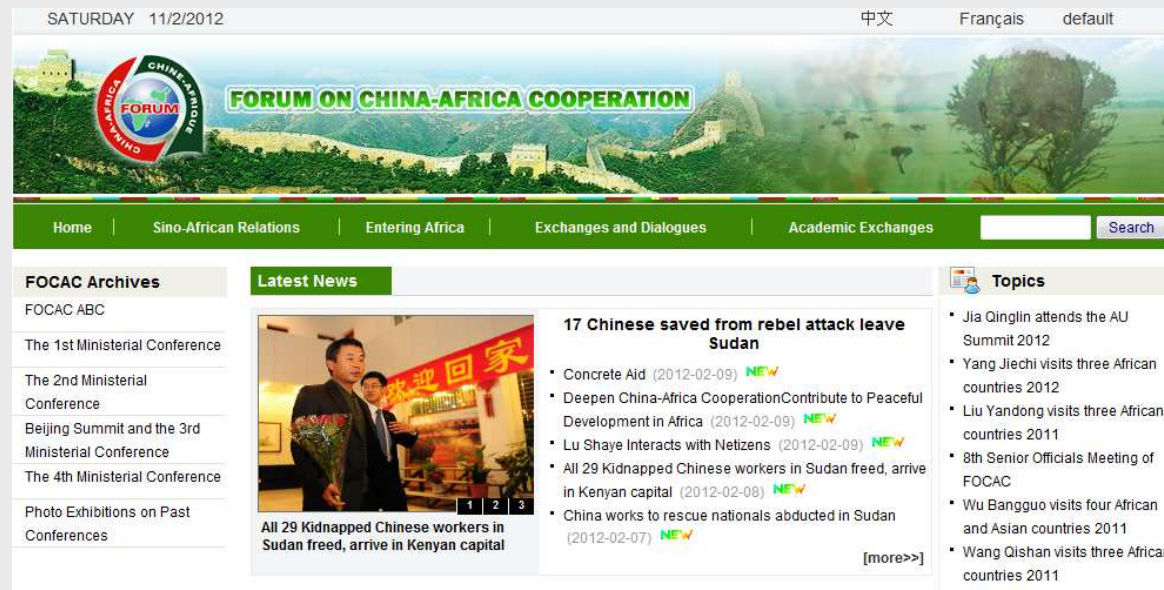 SATURDAY 11/2/2012
中文 Français default
CHINA-AFRICA CHINE-AFRIQUE
FORUM
FORUM ON CHINA-AFRICA COOPERATION
Home Sino-African Relations Entering Africa Exchanges and Dialogues Academic Exchanges Search
FOCAC Archives
FOCAC ABC
The 1st Ministerial Conference
The 2nd Ministerial
Conference
Beijing Summit and the 3rd
Ministerial Conference
The 4th Ministerial Conference
Photo Exhibitions on Past
Conferences
Latest News
欢迎回家
1 2 3
All 29 Kidnapped Chinese workers in
Sudan freed, arrive in Kenyan capital
17 Chinese saved from rebel attack leave
Sudan
Concrete Aid (2012-02-09) NEW
Deepen China-Africa CooperationContribute to Peaceful
Development in Africa (2012-02-09) NEW
Lu Shaye Interacts with Netizens (2012-02-09) NEW
All 29 Kidnapped Chinese workers in Sudan freed, arrive
in Kenyan capital (2012-02-08) NEW
China works to rescue nationals abducted in Sudan
(2012-02-07) NEW
[more>>]
Topics
Jia Qinglin attends the AU
Summit 2012
Yang Jiechi visits three African
countries 2012
Liu Yandong visits three African
countries 2011
8th Senior Officials Meeting of
FOCAC
Wu Bangguo visits four African
and Asian countries 2011
Wang Qishan visits three African
countries 2011